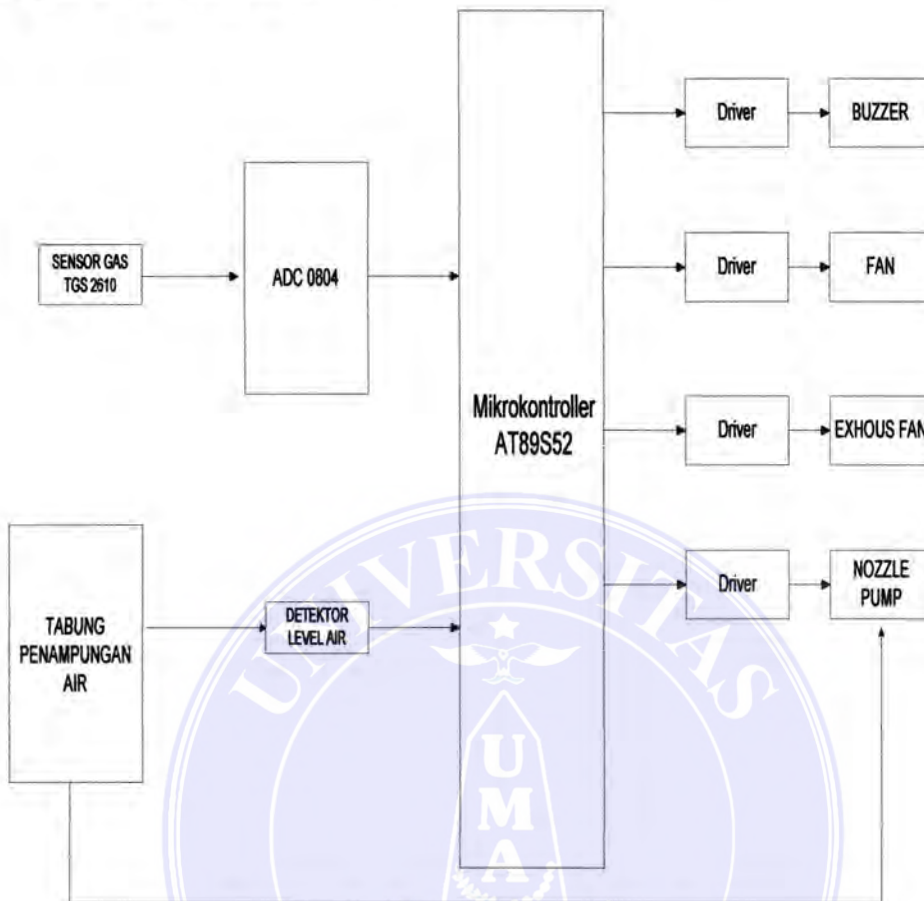 Driver
BUZZER
SENSOR GAS
TGS 2610
ADC 0804
Driver
FAN
Mikrokontroller
AT89S52
Driver
EXHOUS FAN
TABUNG
PENAMPUNGAN
AIR
DETEKTOR
LEVEL AIR
Driver
NOZZLE
PUMP
UNIVERSITAS
U
M
A